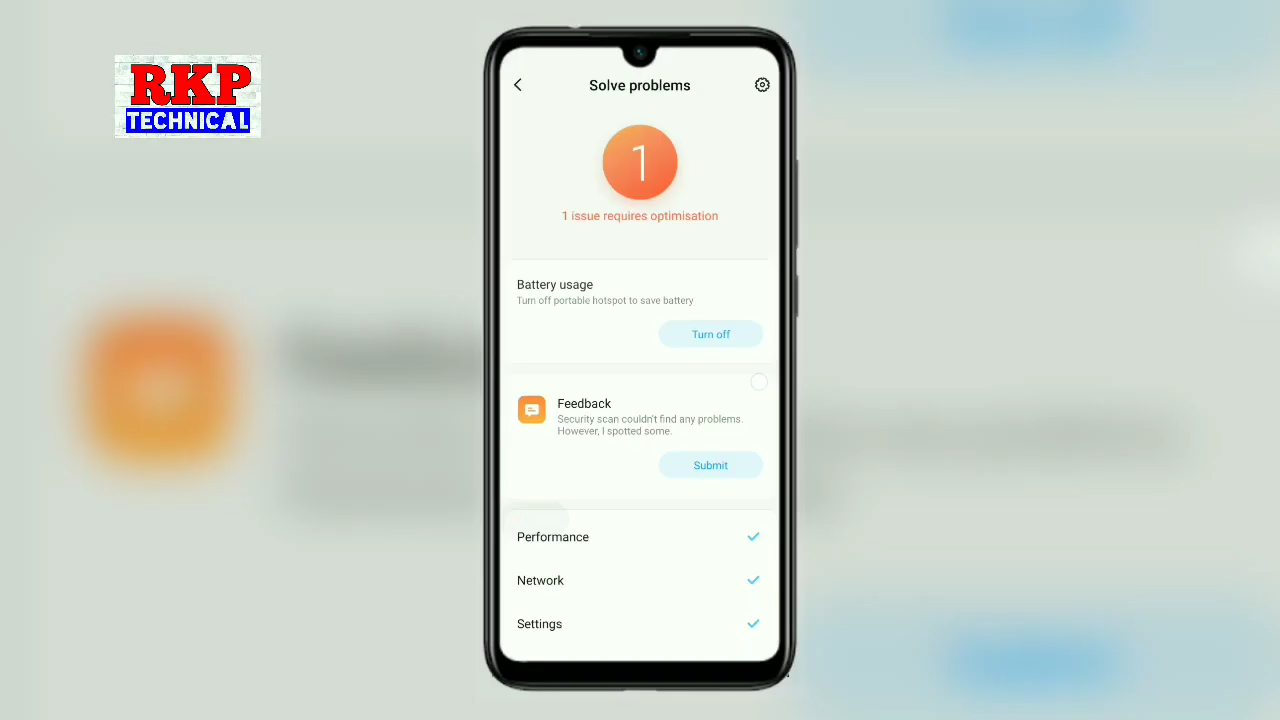 RKP
TECHNICAL
Solve problems
1
1 issue requires optimisation
Battery usage
Turn off portable hotspot to save battery
Turn off
Feedback
Security scan couldn't find any problems.
However, I spotted some.
Submit
Performance
Network
Settings